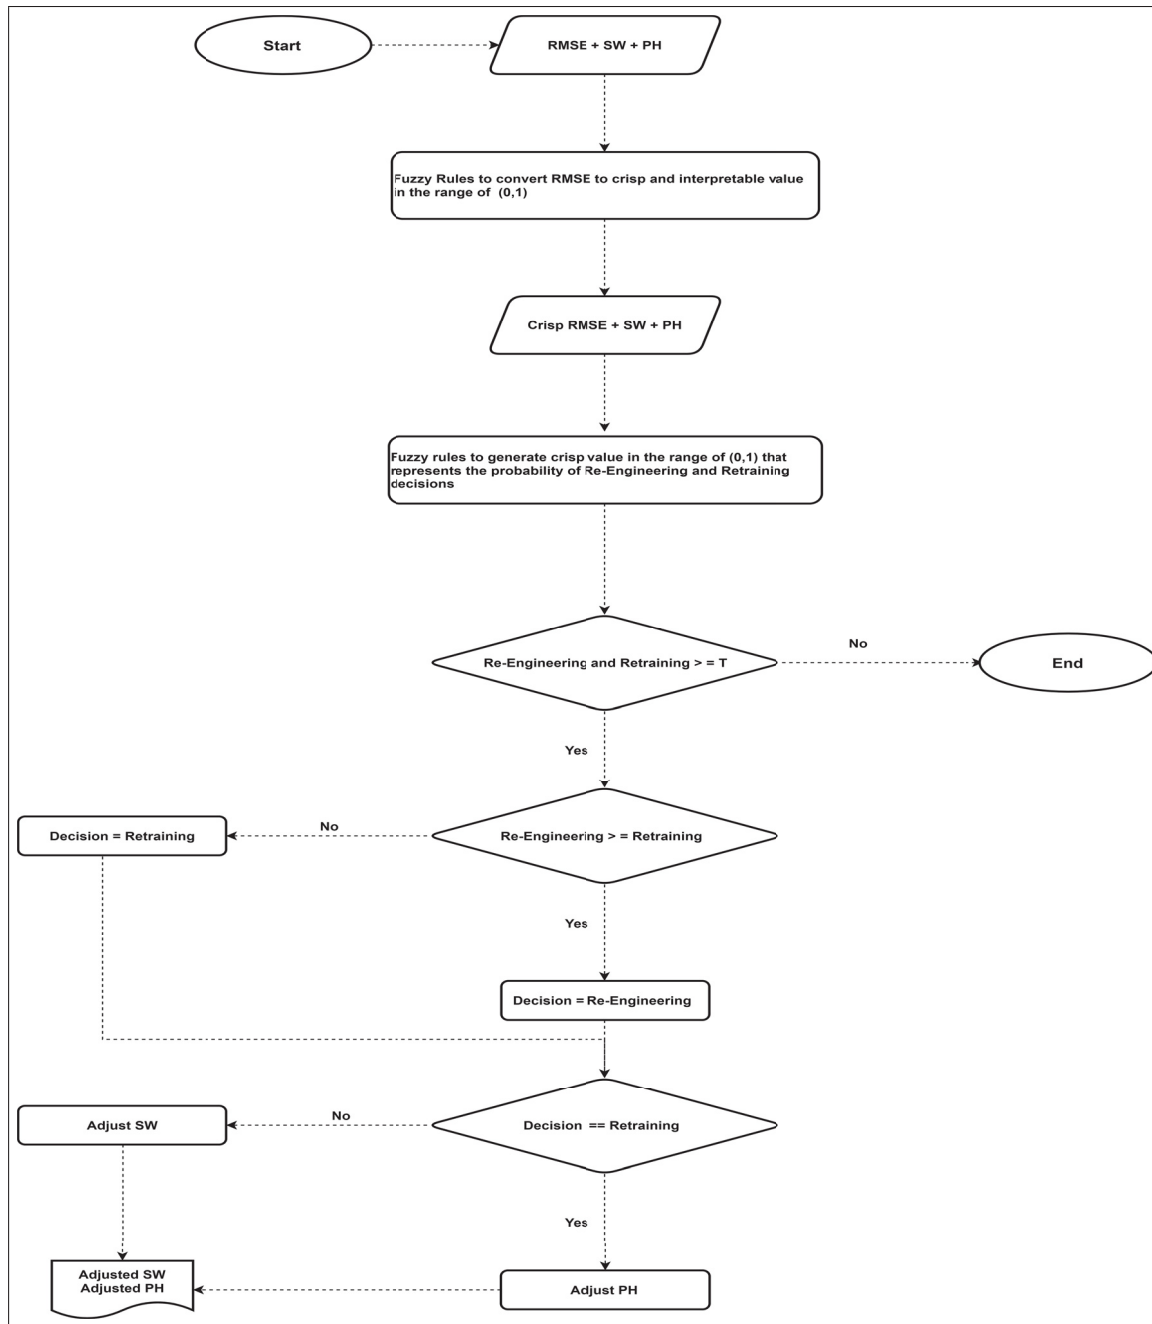 Start
RMSE + SW + PH
Fuzzy Rules to convert RMSE to crisp and interpretable value
in the range of (0,1)
Crisp RMSE + SW + PH
Fuzzy rules to generate crisp value in the range of (0,1) that
represents the probability of Re-Engineering and Retraining
decisions
Re-Engineering and Retraining > = T
No
End
Yes
Re-Engineering > = Retraining
No
Decision = Retraining
Yes
Decision = Re-Engineering
Decision == Retraining
No
Adjust SW
Yes
Adjusted SW
Adjusted PH
Adjust PH